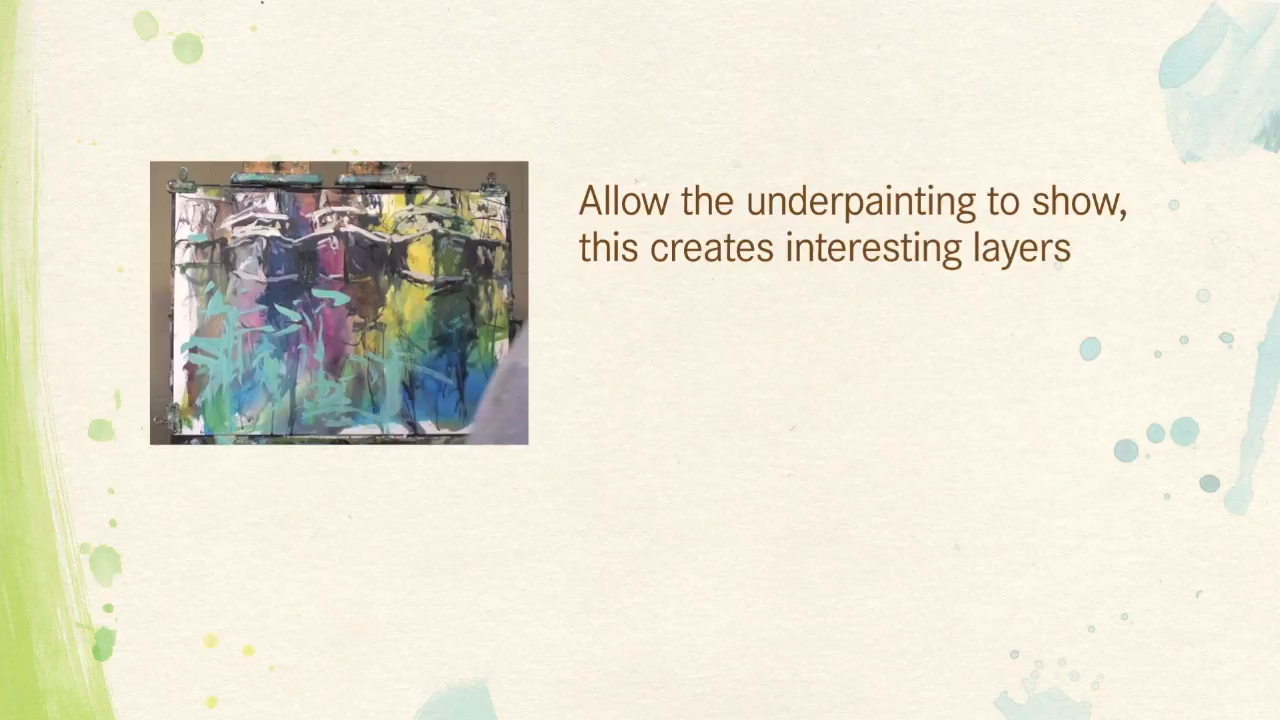 Allow the underpainting to show,
this creates interesting layers